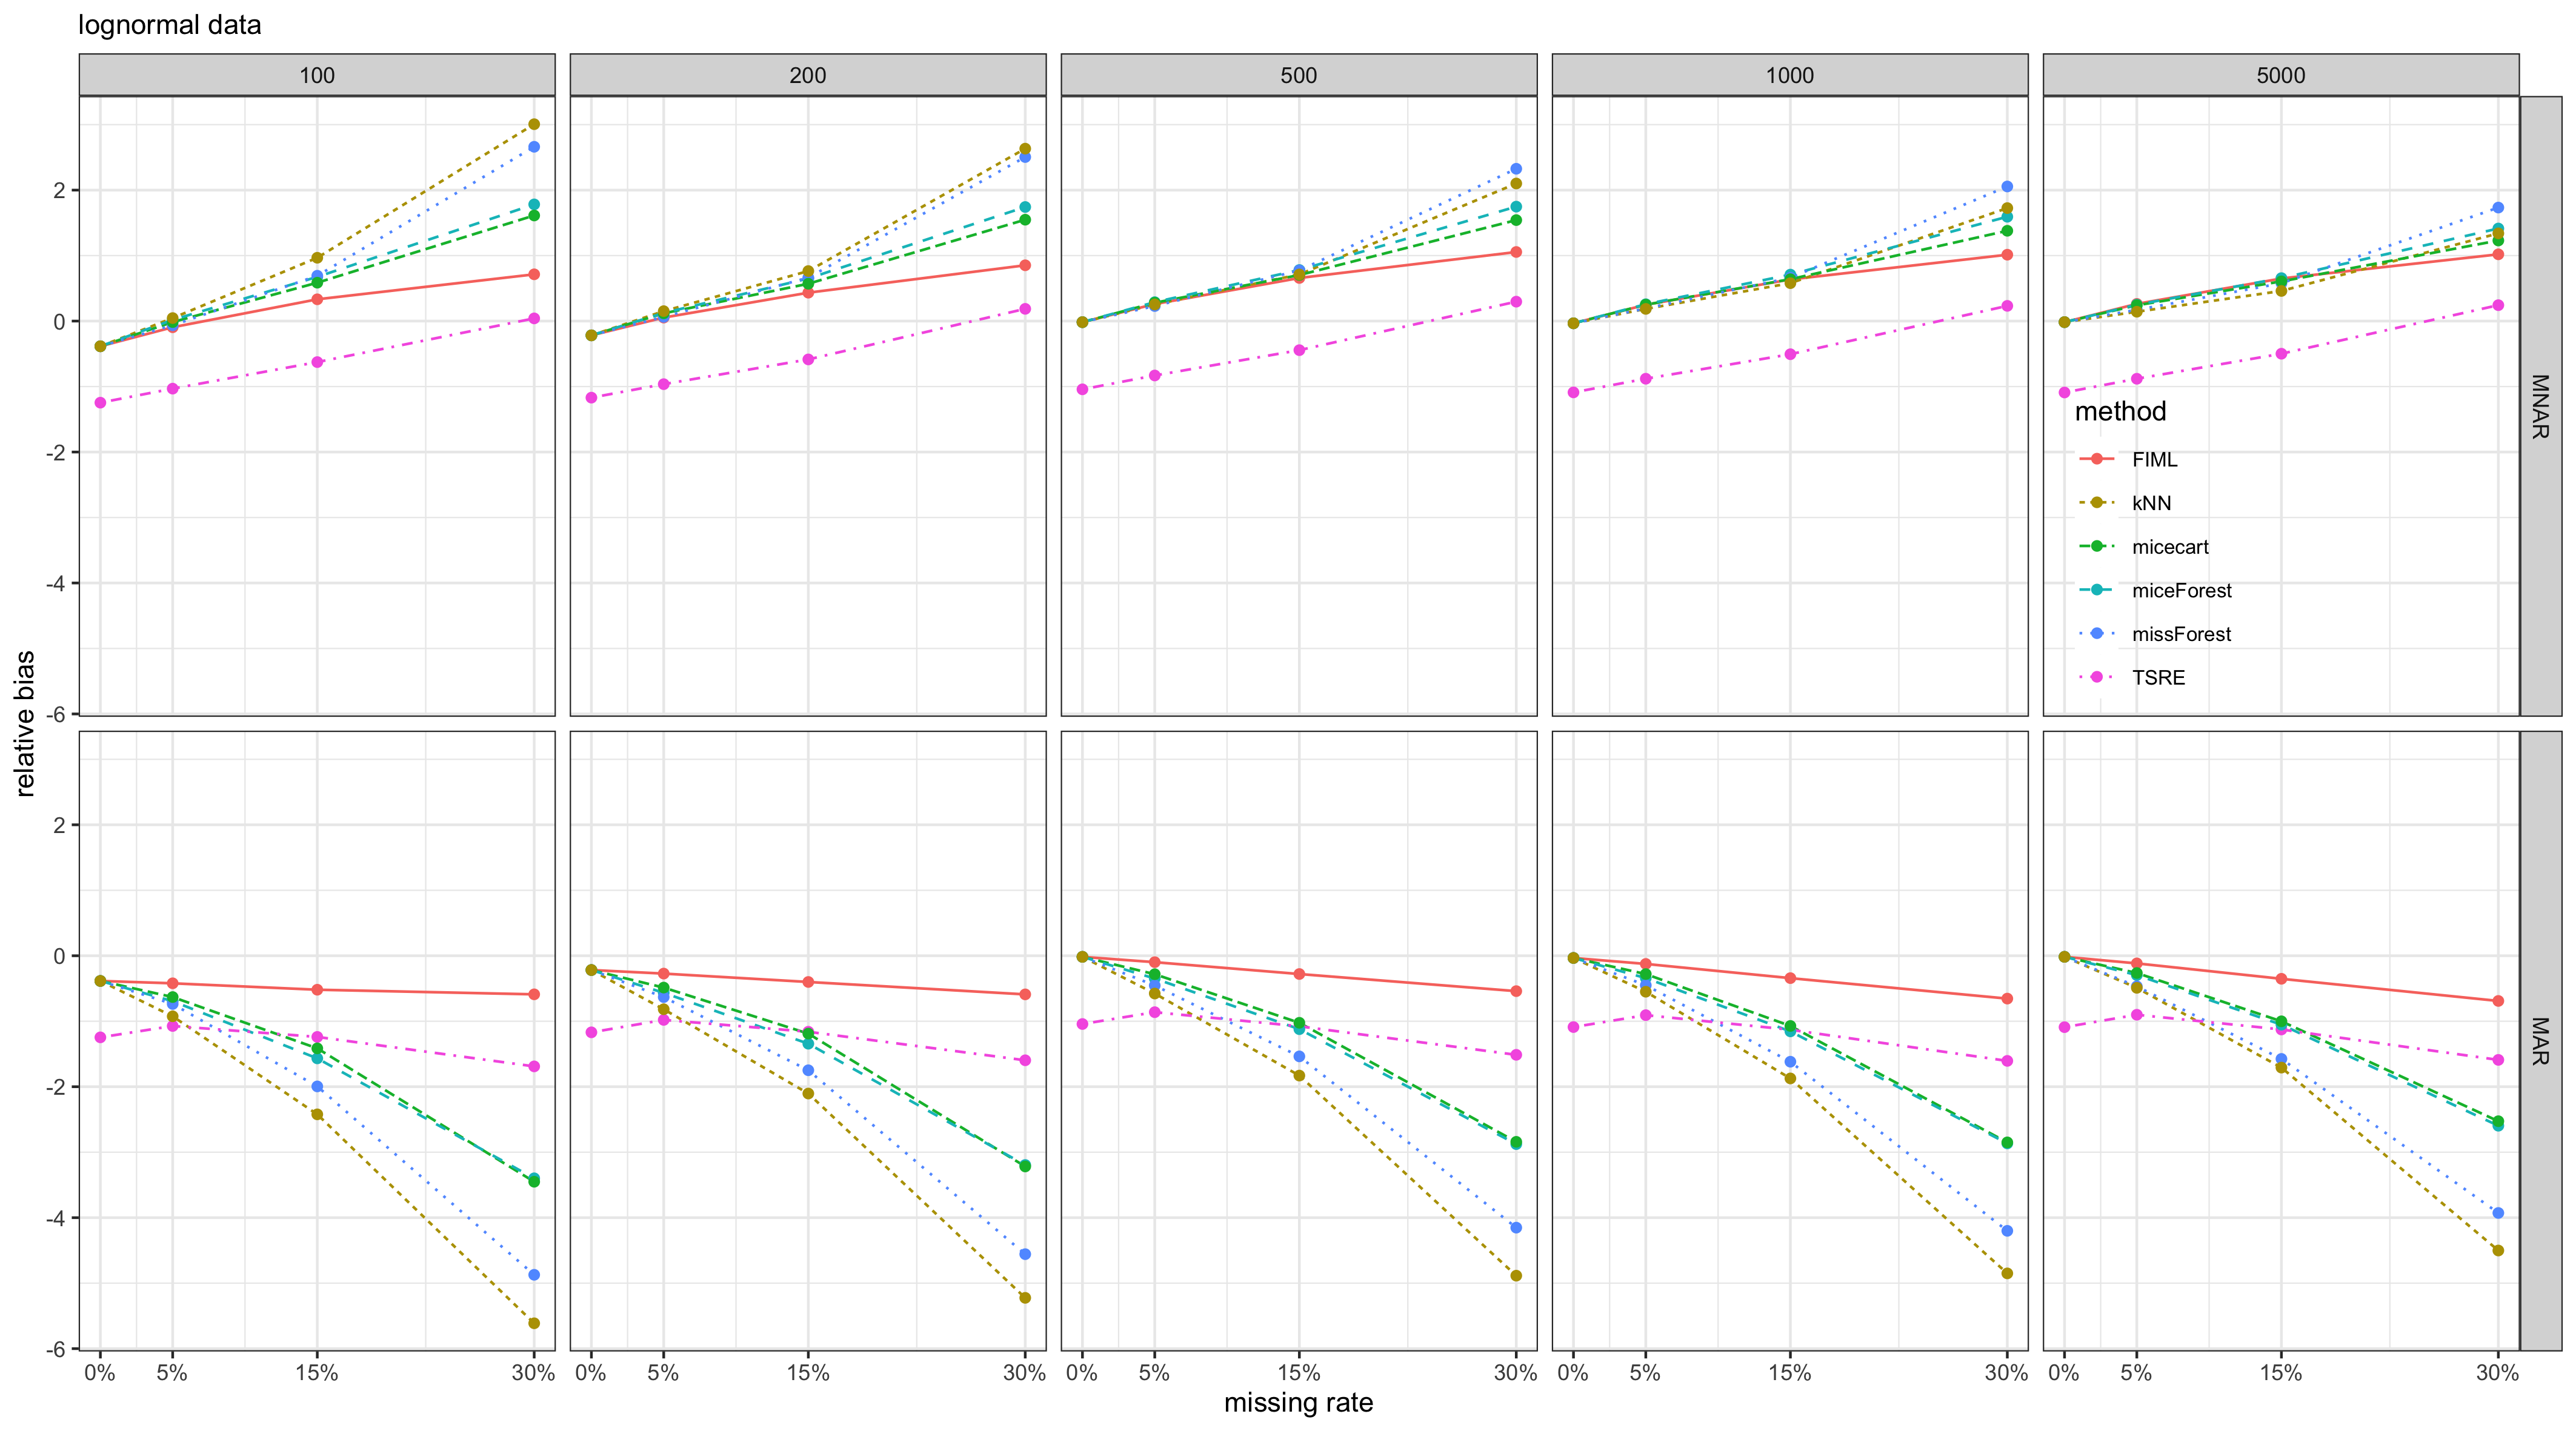 lognormal data
100 200 500 1000 5000
2
0
-2
-4
-6
MNAR
method
FIML
kNN
micecart
miceForest
missForest
TSRE
relative bias
2
0
-2
-4
-6
MAR
0% 5% 15% 30% 0% 5% 15% 30% 0% 5% 15% 30% 0% 5% 15% 30% 0% 5% 15% 30%
missing rate